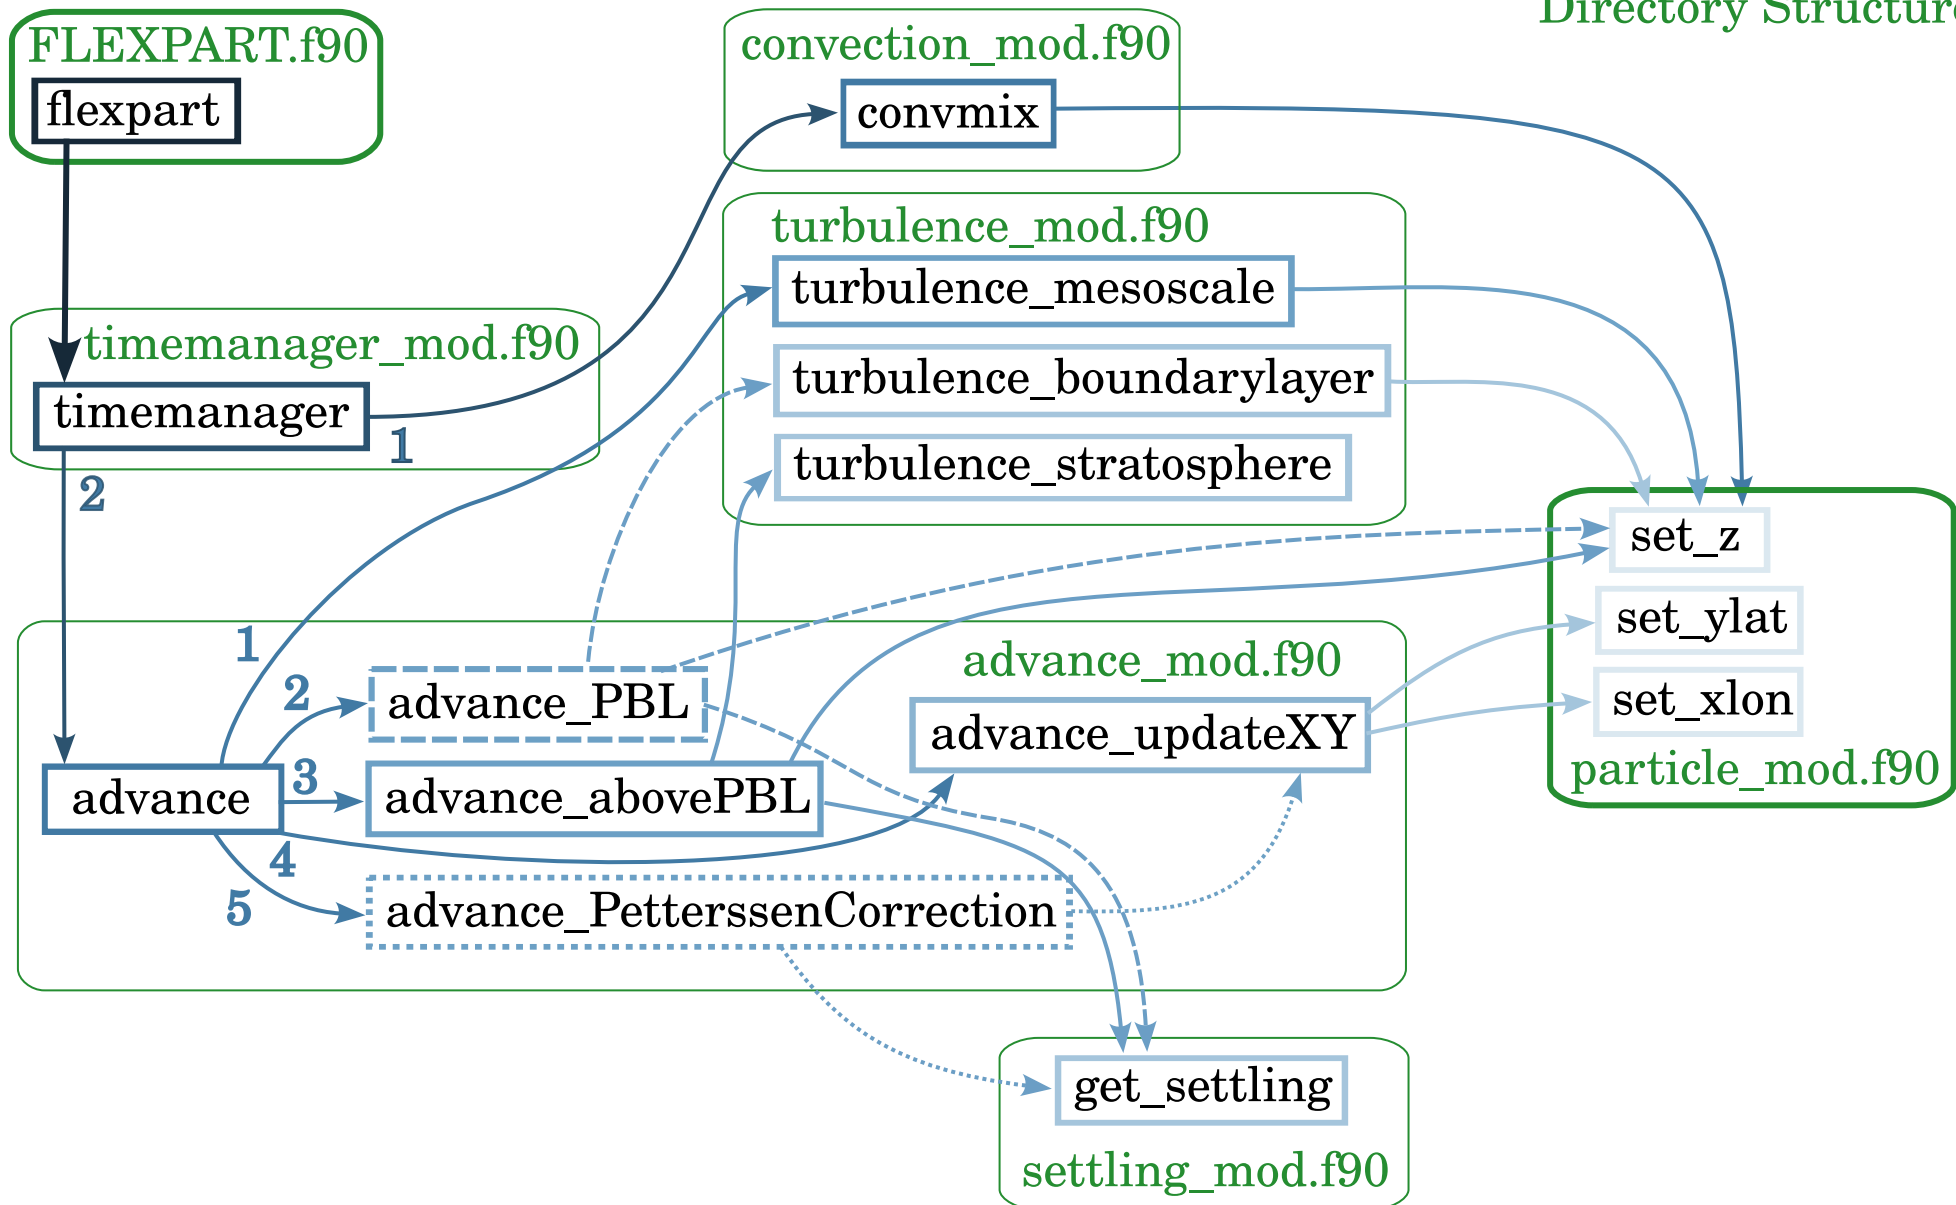 Directory Structure
FLEXPART.f90
flexpart
convection_mod.f90
convmix
turbulence_mod.f90
turbulence_mesoscale
turbulence_boundarylayer
turbulence_stratosphere
timemanager_mod.f90
timemanager
1
2
set_z
set_ylat
set_xlon
particle_mod.f90
advance_mod.f90
1
2
advance_PBL
advance_updateXY
3
advance
advance_abovePBL
4
5
advance_PetterssenCorrection
get_settling
settling_mod.f90